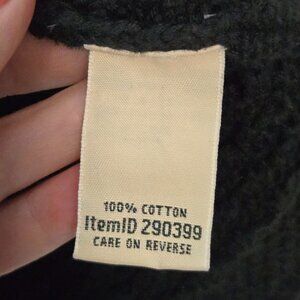 100% COTTON
ItemID 290399
CARE ON REVERSE